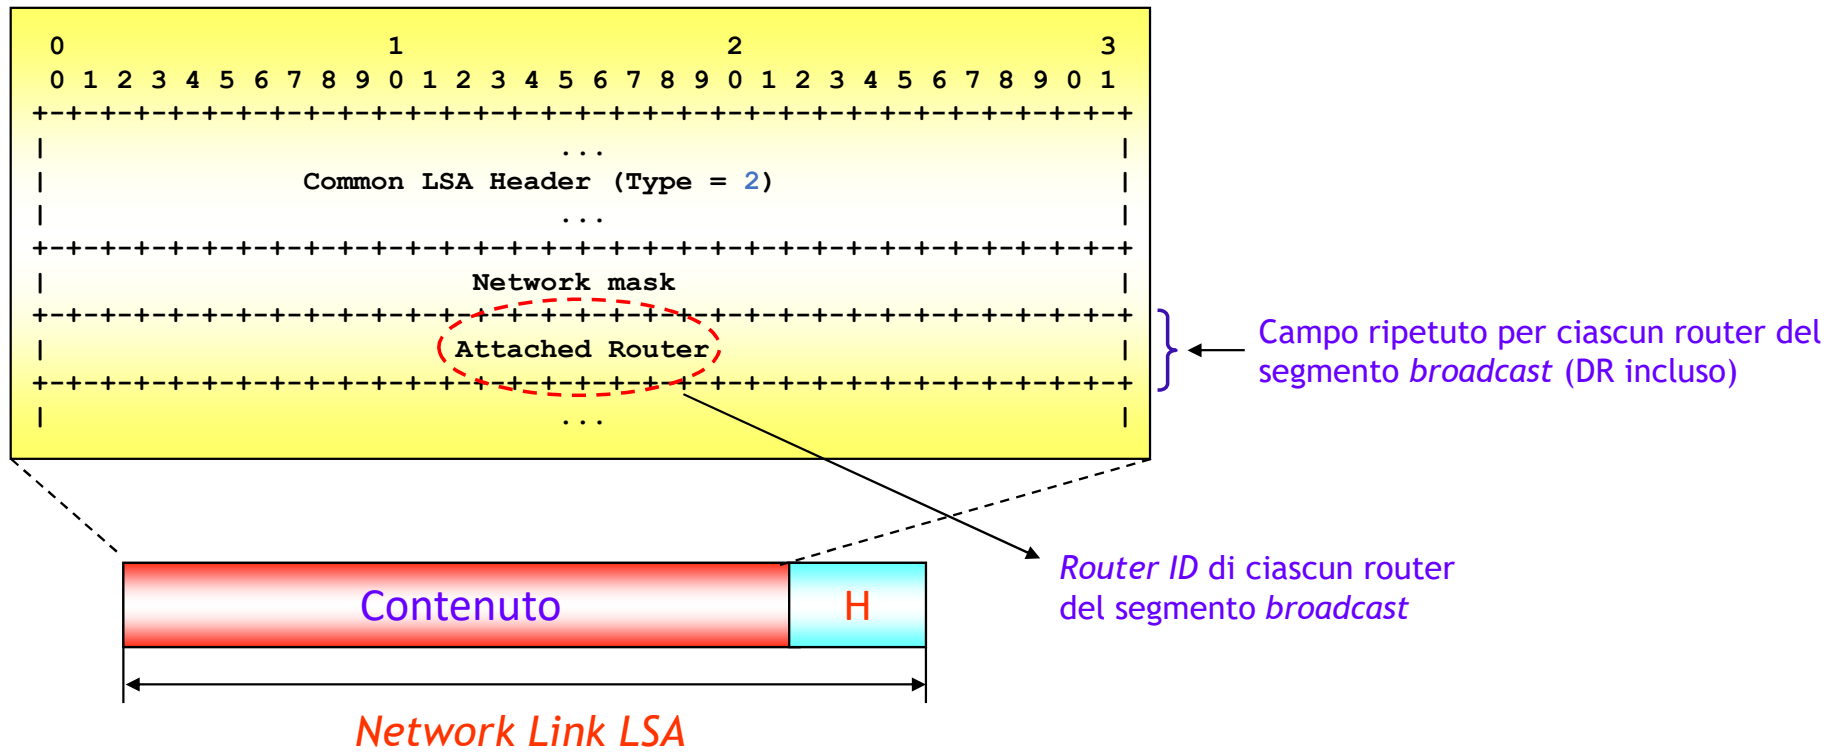 0 1 2 3
0 1 2 3 4 5 6 7 8 9 0 1 2 3 4 5 6 7 8 9 0 1 2 3 4 5 6 7 8 9 0 1
+-+-+-+-+-+-+-+-+-+-+-+-+-+-+-+-+-+-+-+-+-+-+-+-+-+-+-+-+-+-+-+-+
| ... |
| Common LSA Header (Type = 2) |
| ... |
+-+-+-+-+-+-+-+-+-+-+-+-+-+-+-+-+-+-+-+-+-+-+-+-+-+-+-+-+-+-+-+-+
| Network mask |
+-+-+-+-+-+-+-+-+-+-+-+-+-+-+-+-+-+-+-+-+-+-+-+-+-+-+-+-+-+-+-+-+
| Attached Router |
+-+-+-+-+-+-+-+-+-+-+-+-+-+-+-+-+-+-+-+-+-+-+-+-+-+-+-+-+-+-+-+-+
| ... |
Campo ripetuto per ciascun router del
segmento broadcast (DR incluso)
Router ID di ciascun router
del segmento broadcast
Contenuto
H
Network Link LSA